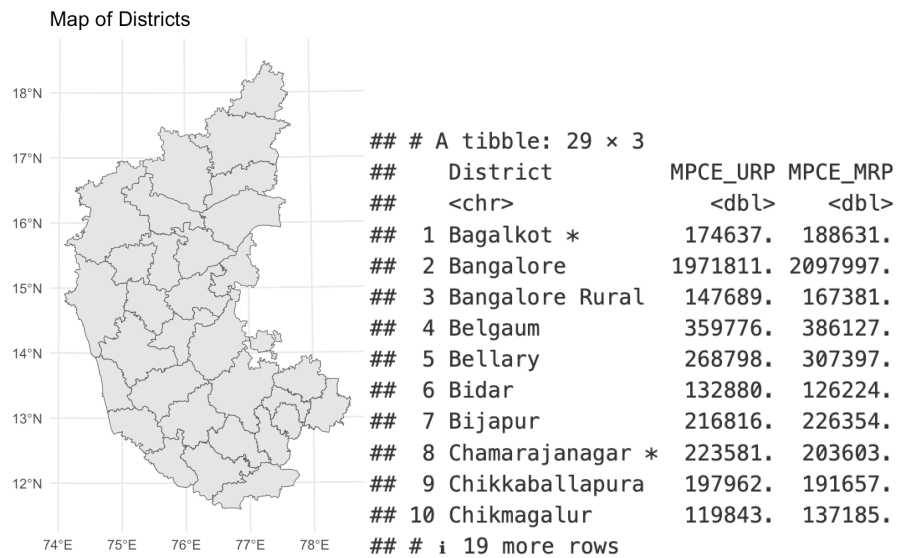 Map of Districts
18°N
17°N
16°N
15°N
14°N
13°N
12°N
74°E 75°E 76°E 77°E 78°E
## # A tibble: 29 × 3
##    District         MPCE_URP MPCE_MRP
##    <chr>               <dbl>    <dbl>
##  1 Bagalkot *        174637.  188631.
##  2 Bangalore        1971811. 2097997.
##  3 Bangalore Rural   147689.  167381.
##  4 Belgaum           359776.  386127.
##  5 Bellary           268798.  307397.
##  6 Bidar             132880.  126224.
##  7 Bijapur           216816.  226354.
##  8 Chamarajanagar *  223581.  203603.
##  9 Chikkaballapura   197962.  191657.
## 10 Chikmagalur       119843.  137185.
## # ℹ 19 more rows